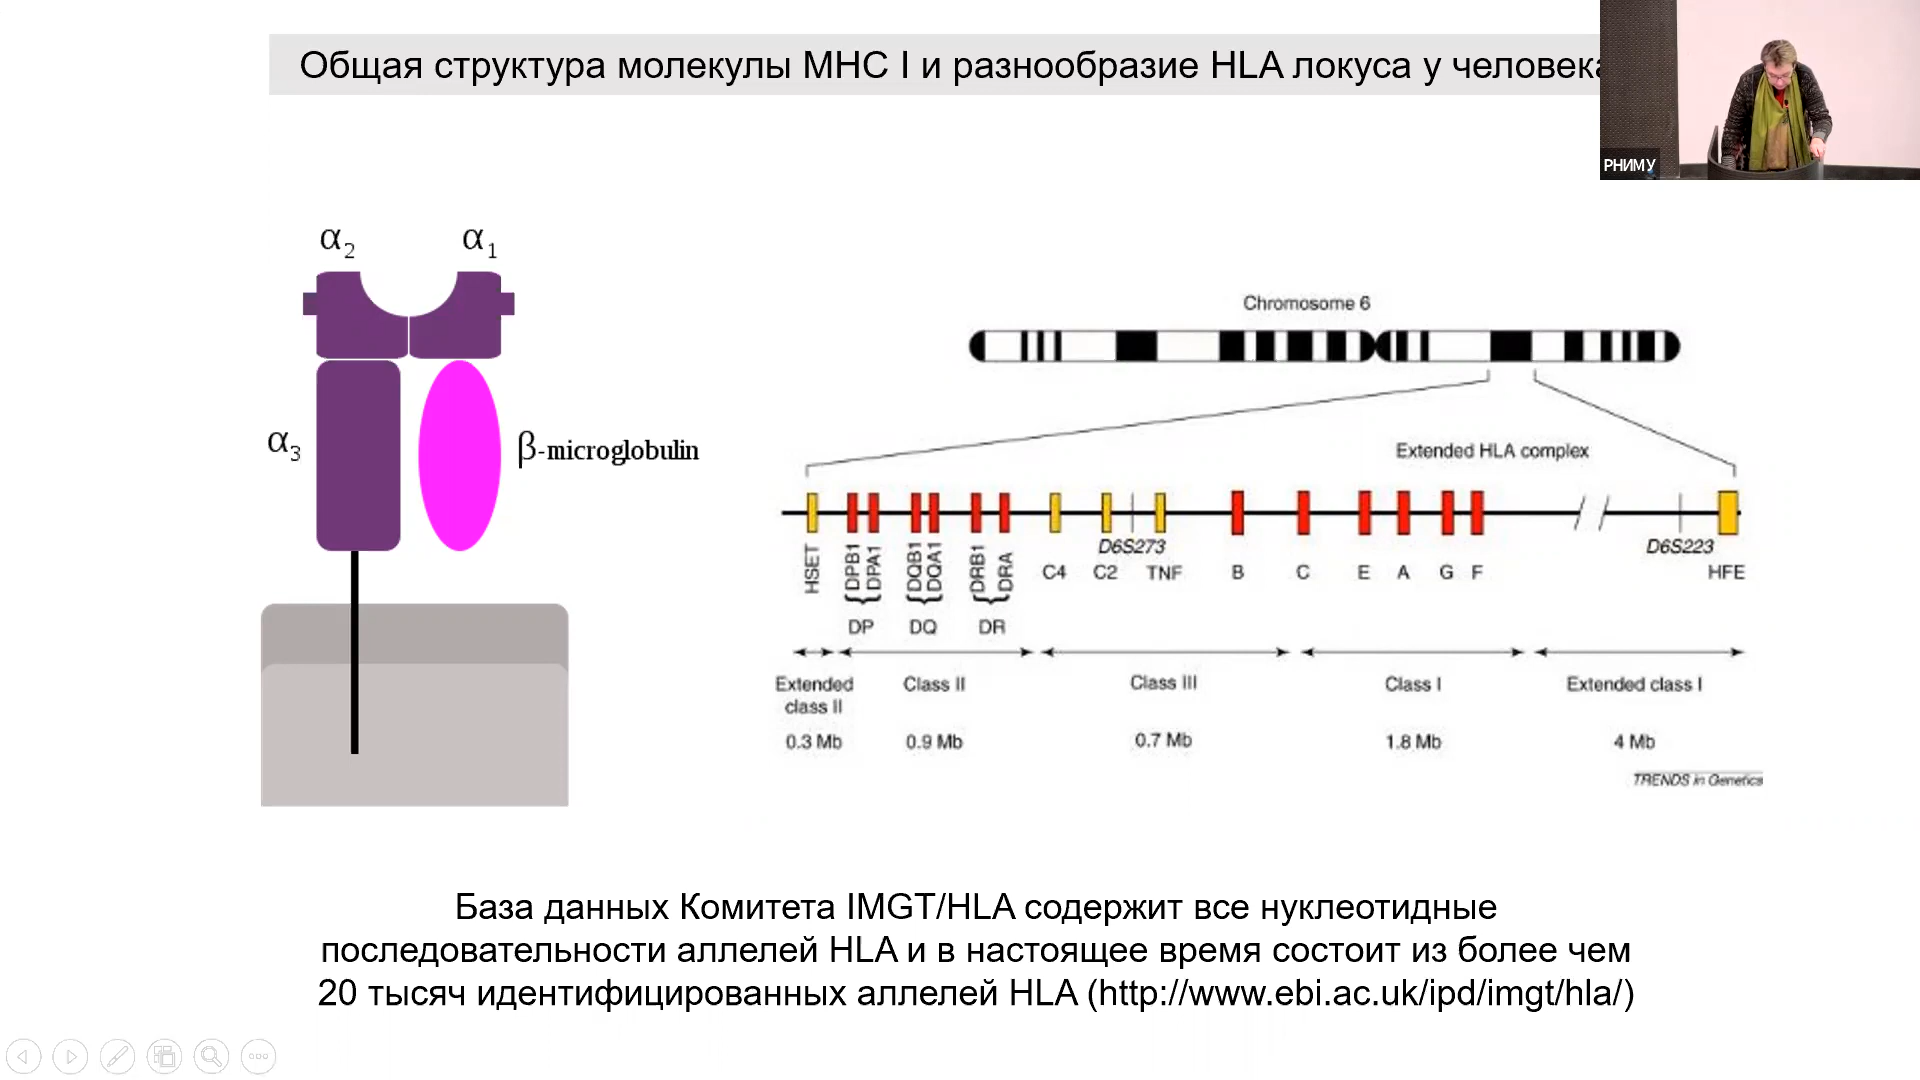 Общая структура молекулы MHC I и разнообразие HLA локуса у человека
РНИМУ
α2
α1
α3
β-microglobulin
Chromosome 6
Extended HLA complex
HSET
DPB1
DPA1
DQB1
DQA1
DRB1
DRA
C4
C2
D6S273
TNF
B
C
E
A
G
F
D6S223
HFE
DP
DQ
DR
Extended
class II
Class II
Class III
Class I
Extended class I
0.3 Mb
0.9 Mb
0.7 Mb
1.8 Mb
4 Mb
TRENDS in Genetics
База данных Комитета IMGT/HLA содержит все нуклеотидные
последовательности аллелей HLA и в настоящее время состоит из более чем
20 тысяч идентифицированных аллелей HLA (http://www.ebi.ac.uk/ipd/imgt/hla/)